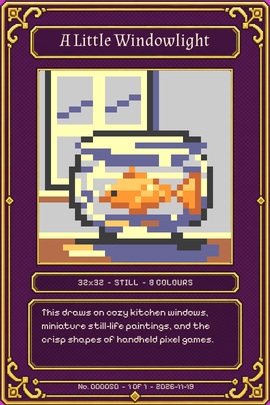 A Little Windowlight
32x32 - STILL - 8 COLOURS
This draws on cozy kitchen windows,
miniature still-life paintings, and the
crisp shapes of handheld pixel games.
No. 0000SO - 1 OF 1 - 2026-11-19